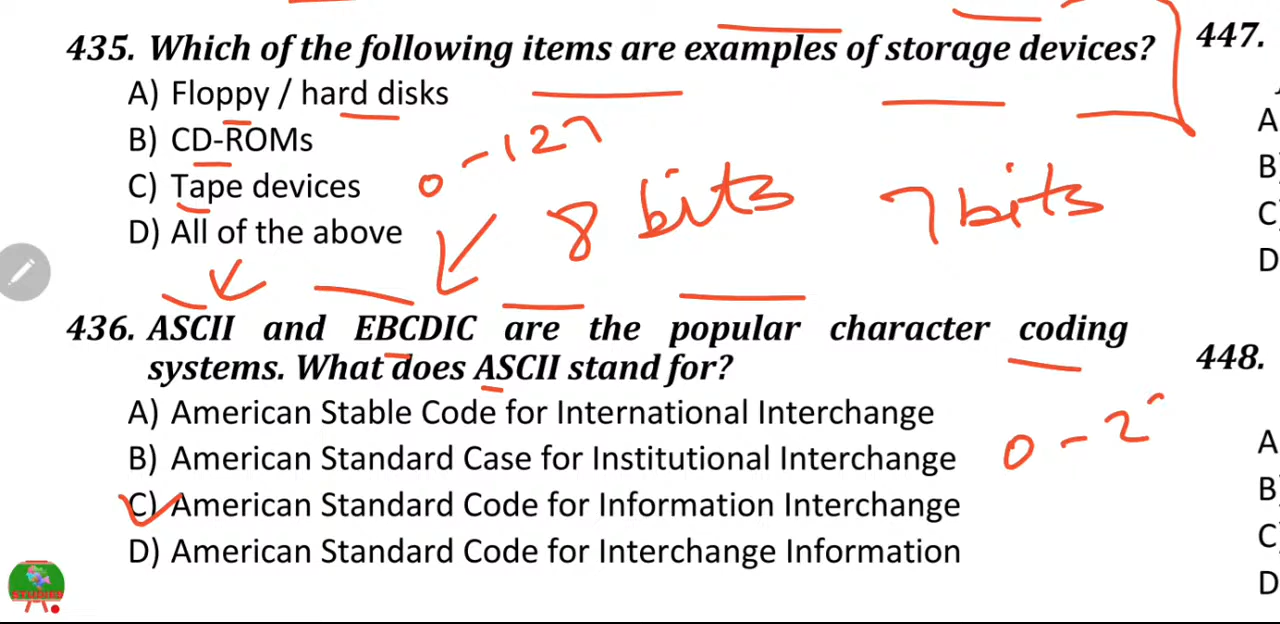 435. Which of the following items are examples of storage devices?
A) Floppy / hard disks
B) CD-ROMs
C) Tape devices
D) All of the above
0 - 127
8 bits
7 bits
436. ASCII and EBCDIC are the popular character coding
systems. What does ASCII stand for?
A) American Stable Code for International Interchange
B) American Standard Case for Institutional Interchange
C) American Standard Code for Information Interchange
D) American Standard Code for Interchange Information
0 - 2
447.
A
B)
C)
D
448.
A
B)
C)
D